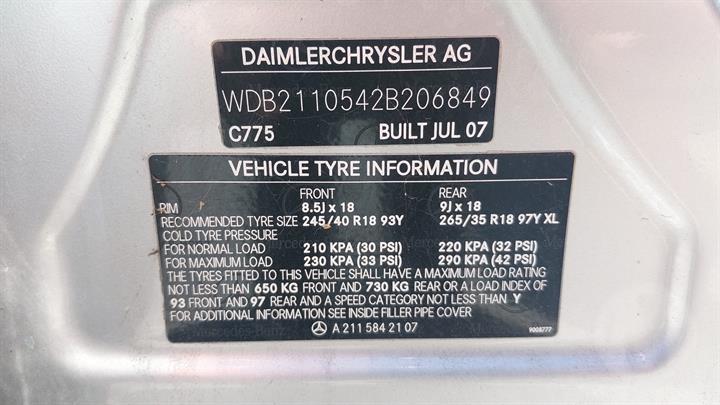 DAIMLERCHRYSLER AG
WDB2110542B206849
C775 BUILT JUL 07
VEHICLE TYRE INFORMATION
FRONT REAR
RIM 8.5J x 18 9J x 18
RECOMMENDED TYRE SIZE 245/40 R18 93Y 265/35 R18 97Y XL
COLD TYRE PRESSURE
FOR NORMAL LOAD 210 KPA (30 PSI) 220 KPA (32 PSI)
FOR MAXIMUM LOAD 230 KPA (33 PSI) 290 KPA (42 PSI)
THE TYRES FITTED TO THIS VEHICLE SHALL HAVE A MAXIMUM LOAD RATING
NOT LESS THAN 650 KG FRONT AND 730 KG REAR OR A LOAD INDEX OF
93 FRONT AND 97 REAR AND A SPEED CATEGORY NOT LESS THAN Y
FOR ADDITIONAL INFORMATION SEE INSIDE FILLER PIPE COVER
A 211 584 21 07 9008777